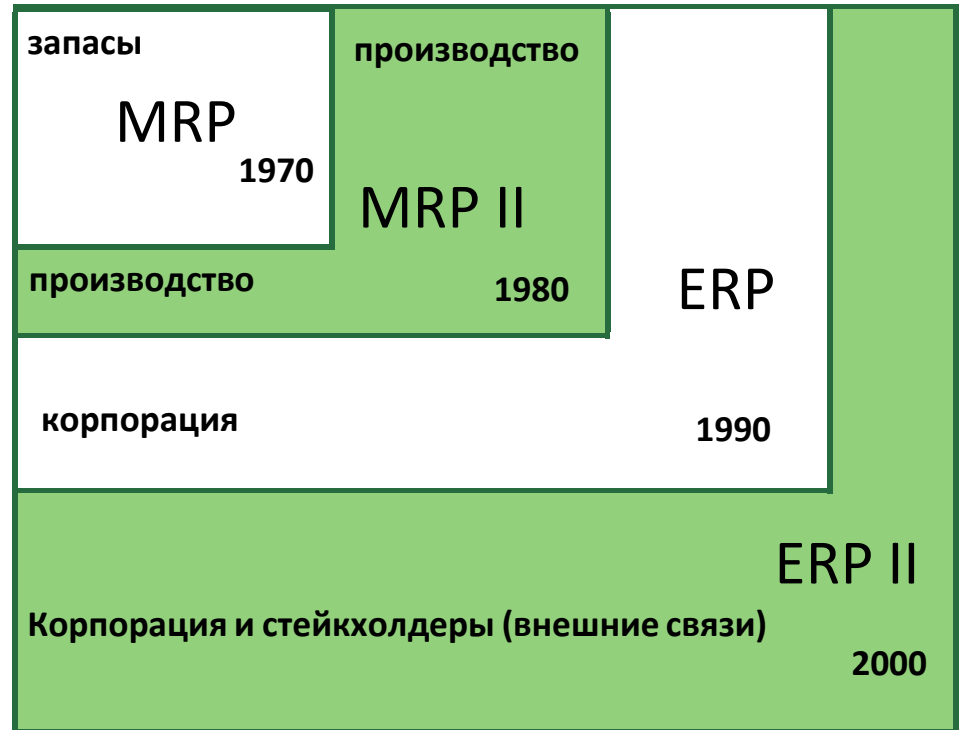 запасы
MRP
1970
производство
MRP II
производство
1980
ERP
корпорация
1990
ERP II
Корпорация и стейкхолдеры (внешние связи)
2000